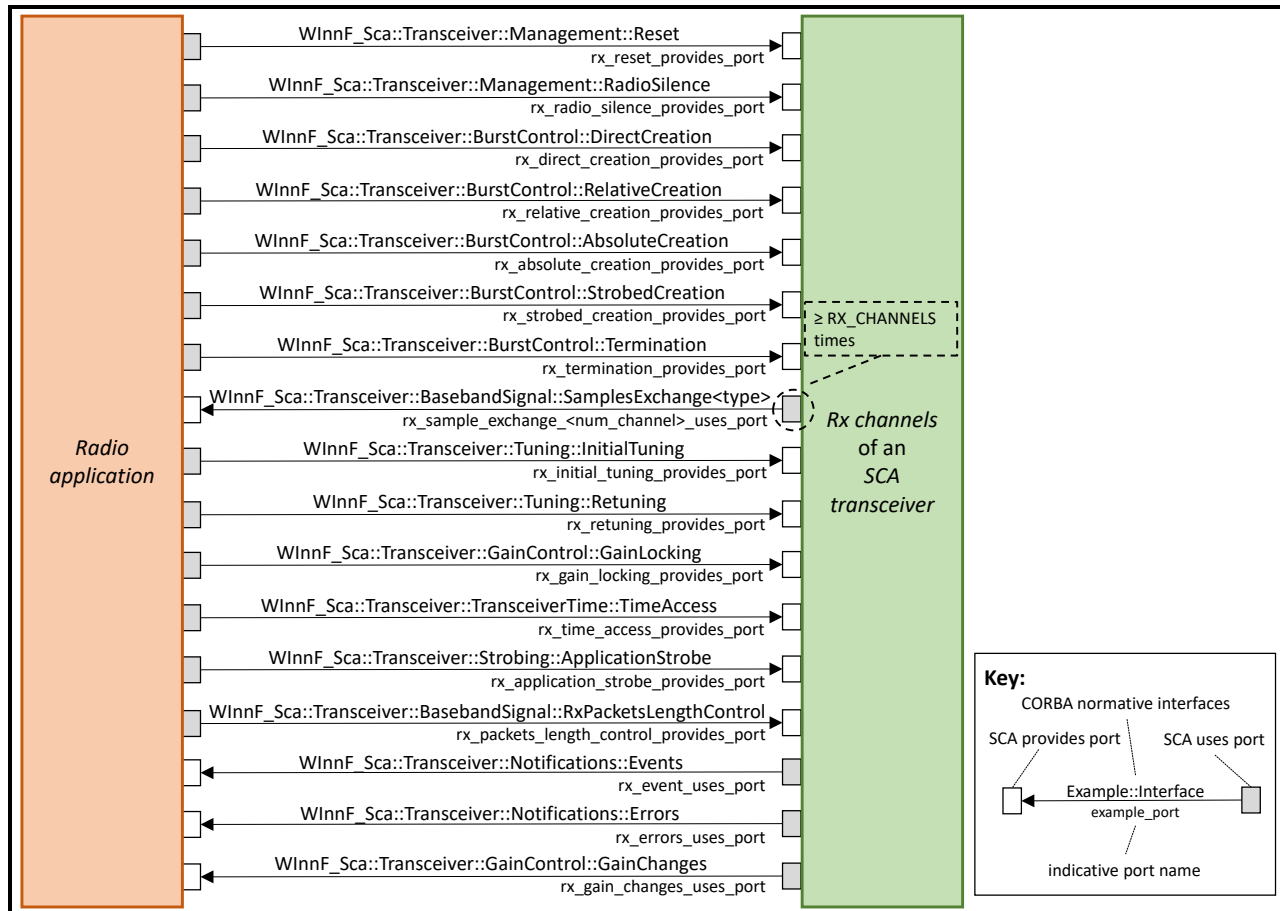 WInnF_Sca::Transceiver::Management::Reset
rx_reset_provides_port
WInnF_Sca::Transceiver::Management::RadioSilence
rx_radio_silence_provides_port
WInnF_Sca::Transceiver::BurstControl::DirectCreation
rx_direct_creation_provides_port
WInnF_Sca::Transceiver::BurstControl::RelativeCreation
rx_relative_creation_provides_port
WInnF_Sca::Transceiver::BurstControl::AbsoluteCreation
rx_absolute_creation_provides_port
WInnF_Sca::Transceiver::BurstControl::StrobedCreation
rx_strobed_creation_provides_port
≥ RX_CHANNELS
times
WInnF_Sca::Transceiver::BurstControl::Termination
rx_termination_provides_port
WInnF_Sca::Transceiver::BasebandSignal::SamplesExchange<type>
rx_sample_exchange_<num_channel>_uses_port
Radio
application
Rx channels
of an
SCA
transceiver
WInnF_Sca::Transceiver::Tuning::InitialTuning
rx_initial_tuning_provides_port
WInnF_Sca::Transceiver::Tuning::Retuning
rx_retuning_provides_port
WInnF_Sca::Transceiver::GainControl::GainLocking
rx_gain_locking_provides_port
WInnF_Sca::Transceiver::TransceiverTime::TimeAccess
rx_time_access_provides_port
WInnF_Sca::Transceiver::Strobing::ApplicationStrobe
rx_application_strobe_provides_port
WInnF_Sca::Transceiver::BasebandSignal::RxPacketsLengthControl
rx_packets_length_control_provides_port
WInnF_Sca::Transceiver::Notifications::Events
rx_event_uses_port
WInnF_Sca::Transceiver::Notifications::Errors
rx_errors_uses_port
WInnF_Sca::Transceiver::GainControl::GainChanges
rx_gain_changes_uses_port
Key:
CORBA normative interfaces
SCA provides port
SCA uses port
Example::Interface
example_port
indicative port name